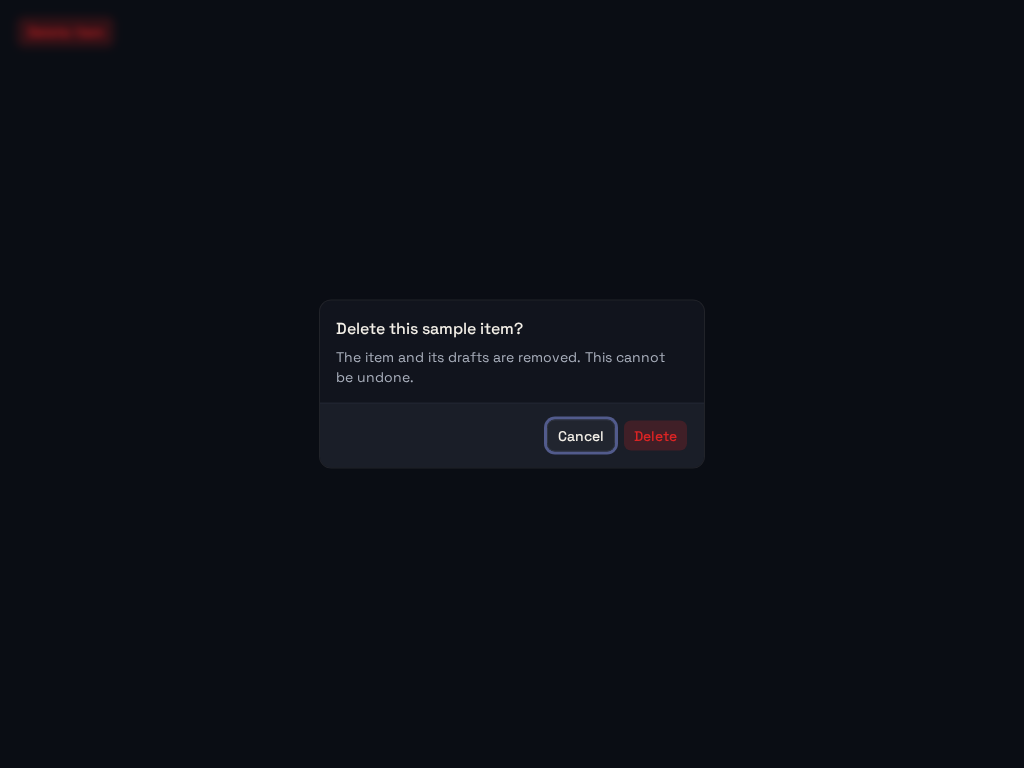 Delete this sample item?
The item and its drafts are removed. This cannot
be undone.
Cancel Delete